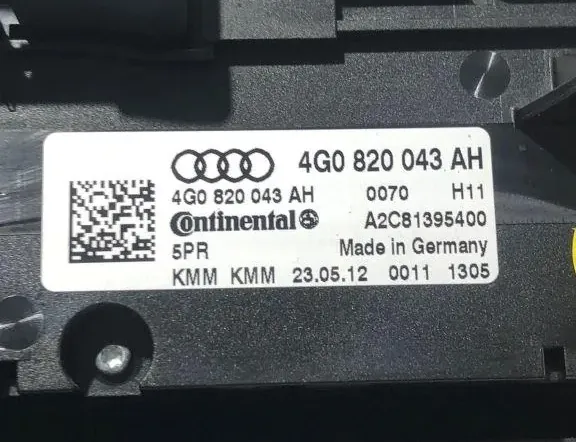 4G0 820 043 AH
4G0 820 043 AH 0070 H11
Continental A2C81395400
5PR Made in Germany
KMM KMM 23.05.12 0011 1305